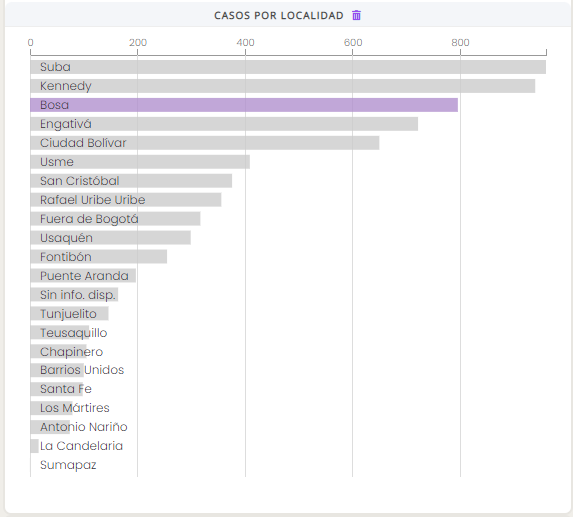 CASOS POR LOCALIDAD
0 200 400 600 800
Suba
Kennedy
Bosa
Engativá
Ciudad Bolívar
Usme
San Cristóbal
Rafael Uribe Uribe
Fuera de Bogotá
Usaquén
Fontibón
Puente Aranda
Sin info. disp.
Tunjuelito
Teusaquillo
Chapinero
Barrios Unidos
Santa Fe
Los Mártires
Antonio Nariño
La Candelaria
Sumapaz